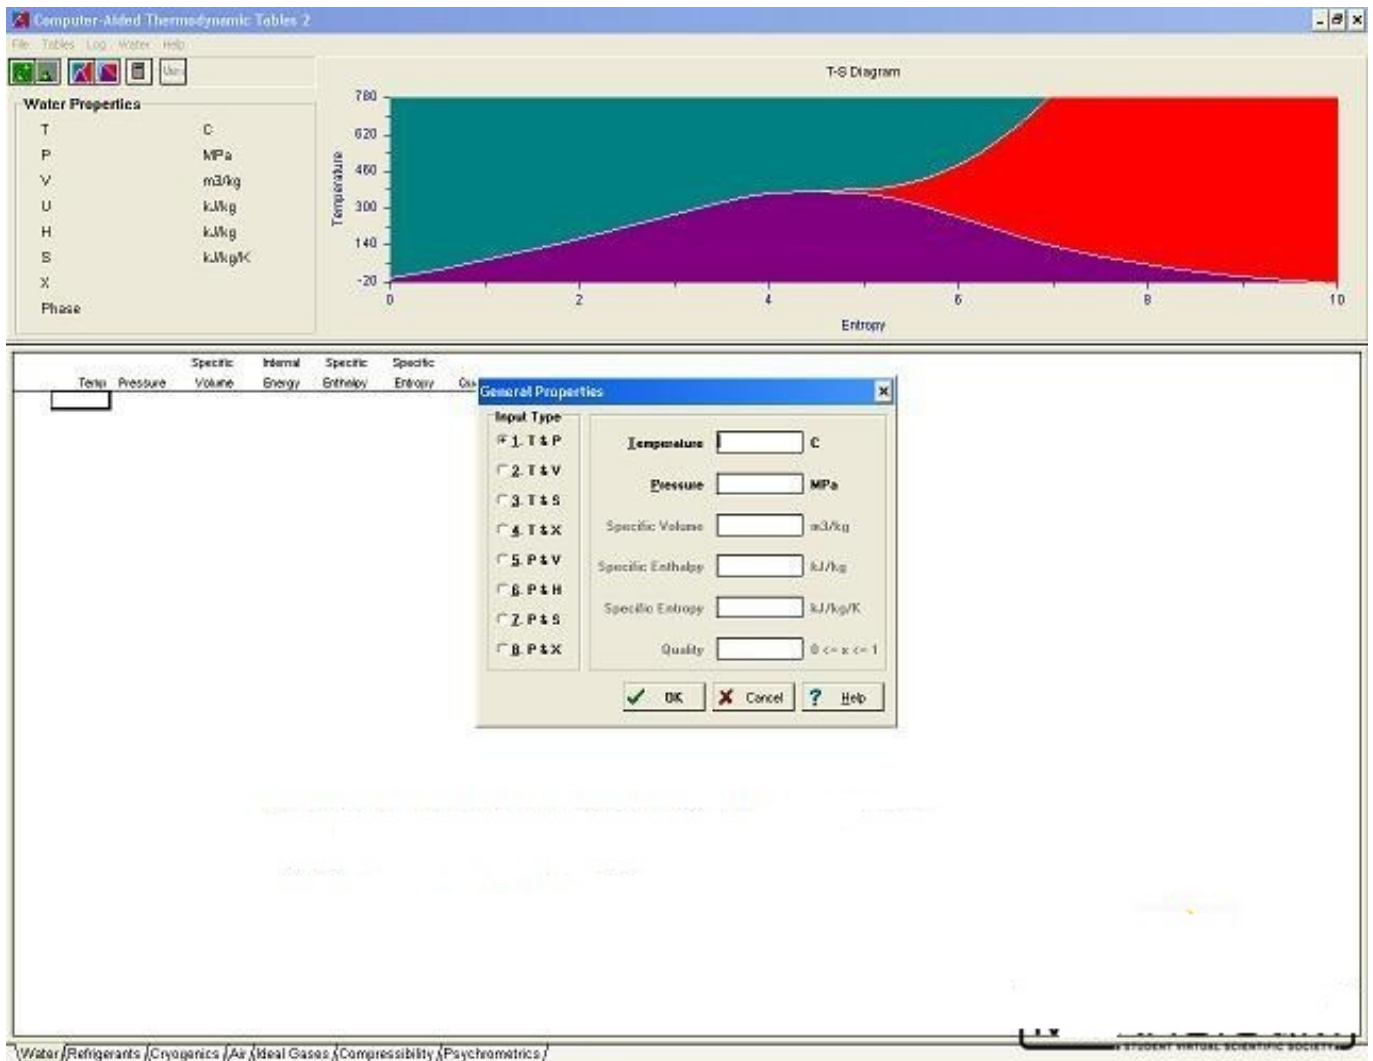 Computer-Aided Thermodynamic Tables 2
File Tables Log Water Help
Water Properties
T C
P MPa
V m3/kg
U kJ/kg
H kJ/kg
S kJ/kg/K
X
Phase
T-S Diagram
780
620
460
300
140
-20
Temperature
0 2 4 6 8 10
Entropy
Specific Internal Specific Specific
Temp Pressure Volume Energy Enthalpy Entropy
General Properties
Input Type
1. T & P
2. T & V
3. T & S
4. T & X
5. P & V
6. P & H
7. P & S
8. P & X
Temperature C
Pressure MPa
Specific Volume m3/kg
Specific Enthalpy kJ/kg
Specific Entropy kJ/kg/K
Quality 0 <= x <= 1
OK Cancel Help
STUDENT VIRTUAL SCIENTIFIC SOCIETY
Water Refrigerants Cryogenics Air Ideal Gases Compressibility Psychrometrics